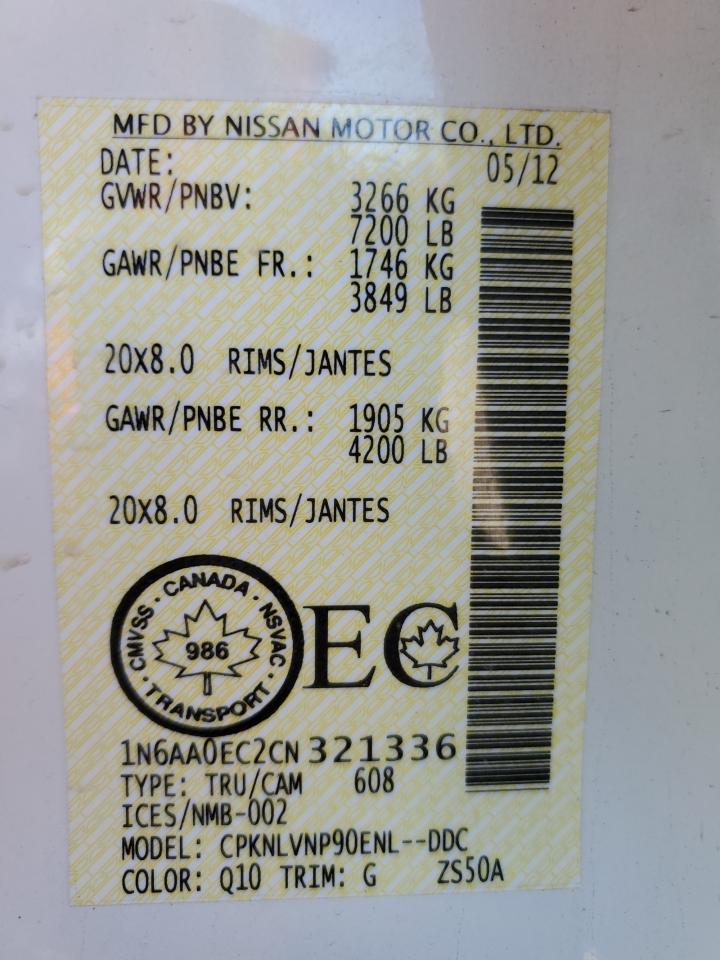 MFD BY NISSAN MOTOR CO., LTD.
DATE: 05/12
GVWR/PNBV: 3266 KG
7200 LB
GAWR/PNBE FR.: 1746 KG
3849 LB
20X8.0 RIMS/JANTES
GAWR/PNBE RR.: 1905 KG
4200 LB
20X8.0 RIMS/JANTES
CMVSS · CANADA · NSVAC · TRANSPORT ·
986
EC
1N6AA0EC2CN321336
TYPE: TRU/CAM 608
ICES/NMB-002
MODEL: CPKNLVNP90ENL--DDC
COLOR: Q10 TRIM: G ZS50A